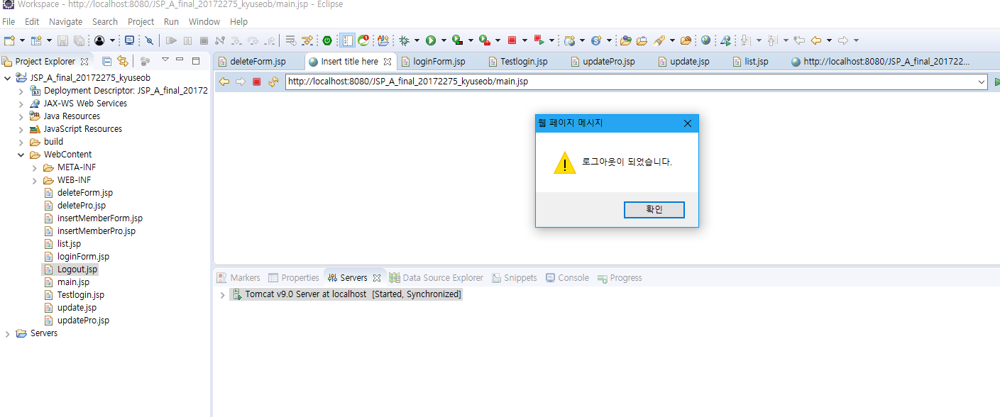 Workspace - http://localhost:8080/JSP_A_final_20172275_kyuseob/main.jsp - Eclipse
File Edit Navigate Search Project Run Window Help
Project Explorer
JSP_A_final_20172275_kyuseob
Deployment Descriptor: JSP_A_final_20172
JAX-WS Web Services
Java Resources
JavaScript Resources
build
WebContent
META-INF
WEB-INF
deleteForm.jsp
deletePro.jsp
insertMemberForm.jsp
insertMemberPro.jsp
list.jsp
loginForm.jsp
Logout.jsp
main.jsp
Testlogin.jsp
update.jsp
updatePro.jsp
Servers
deleteForm.jsp Insert title here loginForm.jsp Testlogin.jsp updatePro.jsp update.jsp list.jsp http://localhost:8080/JSP_A_final_201722...
http://localhost:8080/JSP_A_final_20172275_kyuseob/main.jsp
웹 페이지 메시지
로그아웃이 되었습니다.
확인
Markers Properties Servers Data Source Explorer Snippets Console Progress
Tomcat v9.0 Server at localhost [Started, Synchronized]